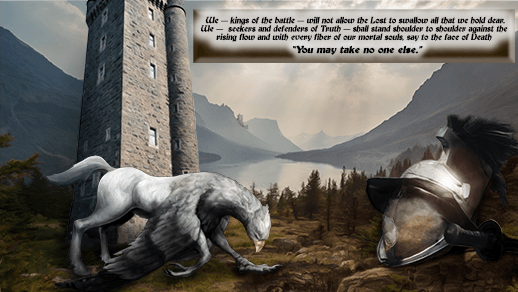 We — kings of the battle — will not allow the Lost to swallow all that we hold dear.
We — seekers and defenders of Truth — shall stand shoulder to shoulder against the
rising flow and with every fiber of our mortal souls, say to the face of Death
"You may take no one else."